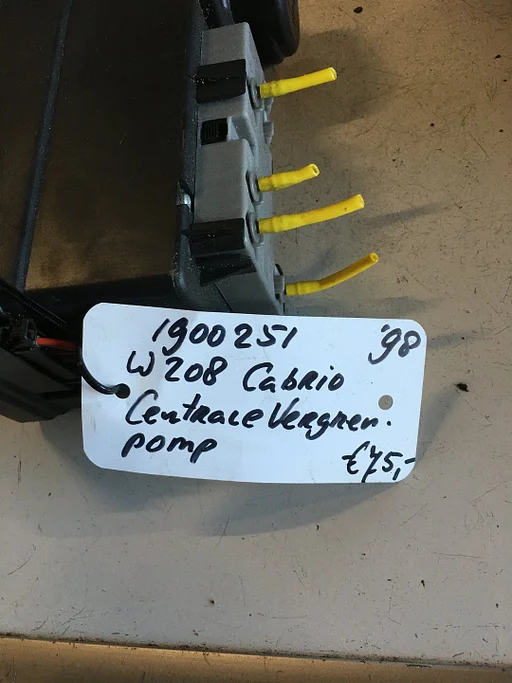 1900251 '98
W208 Cabrio
Centrale Vergren.
pomp €75,-